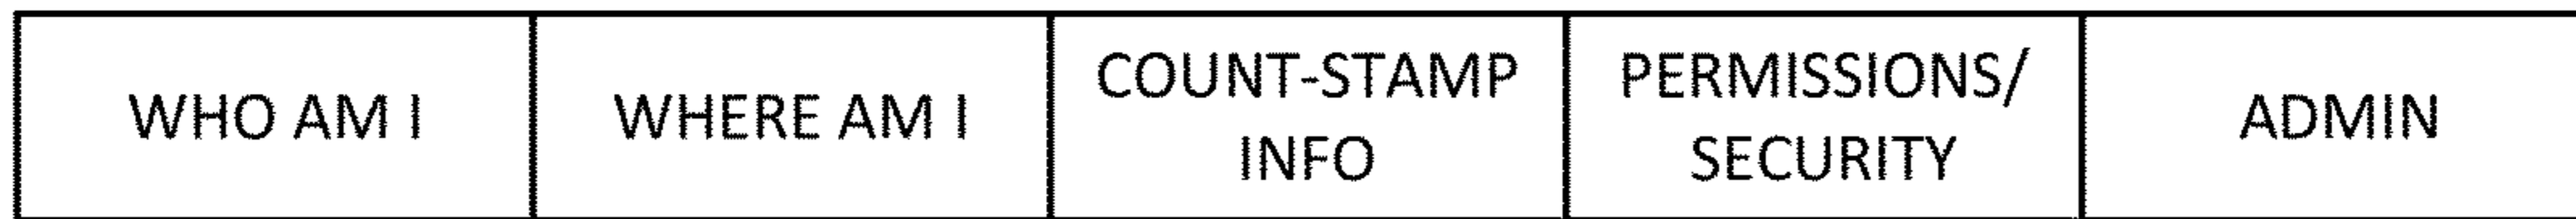 WHO AM I
WHERE AM I
COUNT-STAMP
INFO
PERMISSIONS/
SECURITY
ADMIN